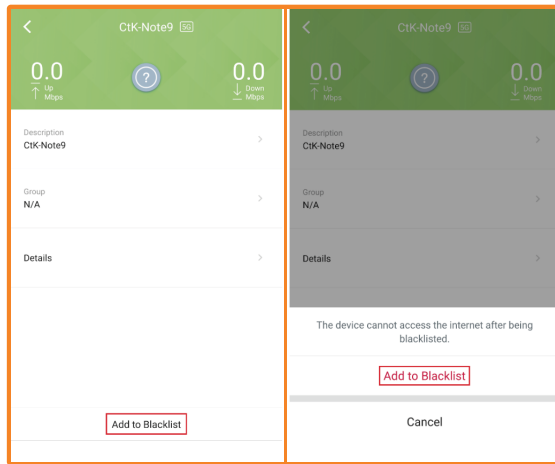 CtK-Note9 5G
0.0
Up
Mbps
?
0.0
Down
Mbps
Description
CtK-Note9
Group
N/A
Details
Add to Blacklist
CtK-Note9 5G
0.0
Up
Mbps
?
0.0
Down
Mbps
Description
CtK-Note9
Group
N/A
Details
The device cannot access the internet after being
blacklisted.
Add to Blacklist
Cancel